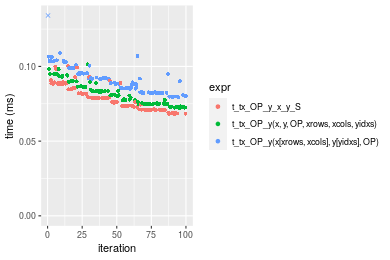 0.10
0.05
0.00
time (ms)
0
25
50
75
100
iteration
expr
t_tx_OP_y_x_y_S
t_tx_OP_y(x, y, OP, xrows, xcols, yidxs)
t_tx_OP_y(x[xrows, xcols], y[yidxs], OP)